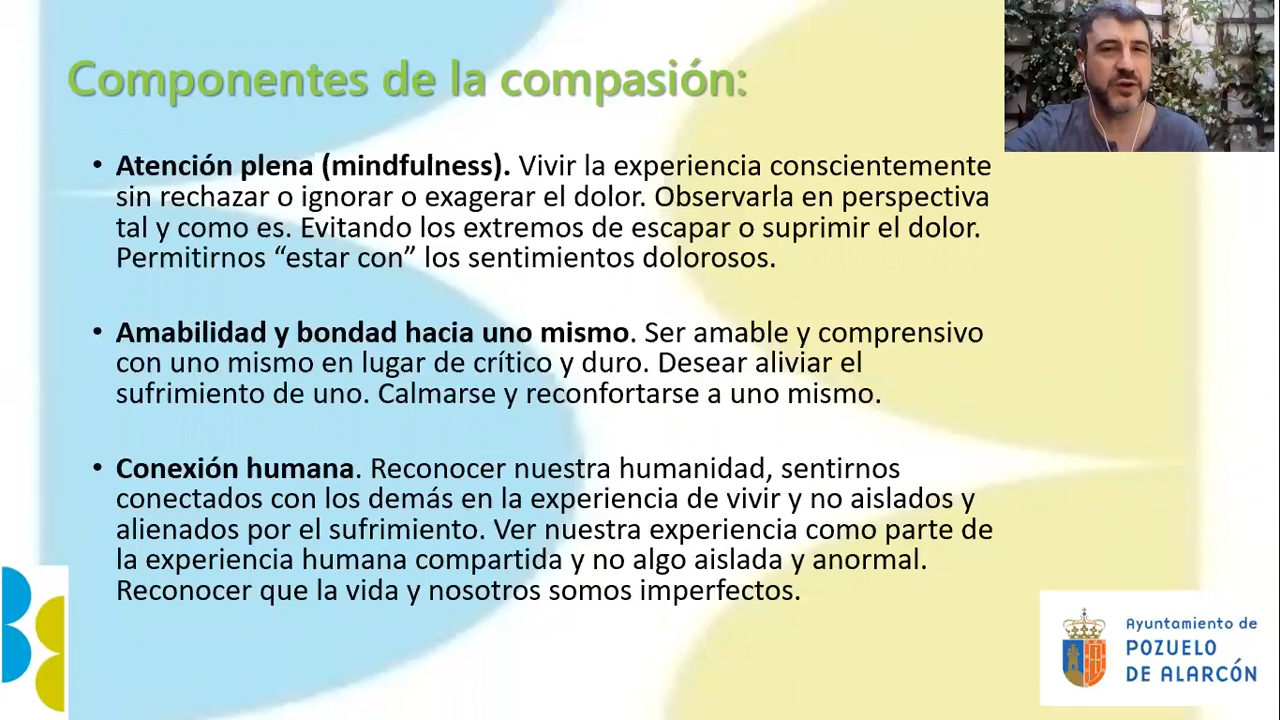 Componentes de la compasión:
• Atención plena (mindfulness). Vivir la experiencia conscientemente
sin rechazar o ignorar o exagerar el dolor. Observarla en perspectiva
tal y como es. Evitando los extremos de escapar o suprimir el dolor.
Permitirnos “estar con” los sentimientos dolorosos.
• Amabilidad y bondad hacia uno mismo. Ser amable y comprensivo
con uno mismo en lugar de crítico y duro. Desear aliviar el
sufrimiento de uno. Calmarse y reconfortarse a uno mismo.
• Conexión humana. Reconocer nuestra humanidad, sentirnos
conectados con los demás en la experiencia de vivir y no aislados y
alienados por el sufrimiento. Ver nuestra experiencia como parte de
la experiencia humana compartida y no algo aislada y anormal.
Reconocer que la vida y nosotros somos imperfectos.
Ayuntamiento de
POZUELO
DE ALARCÓN